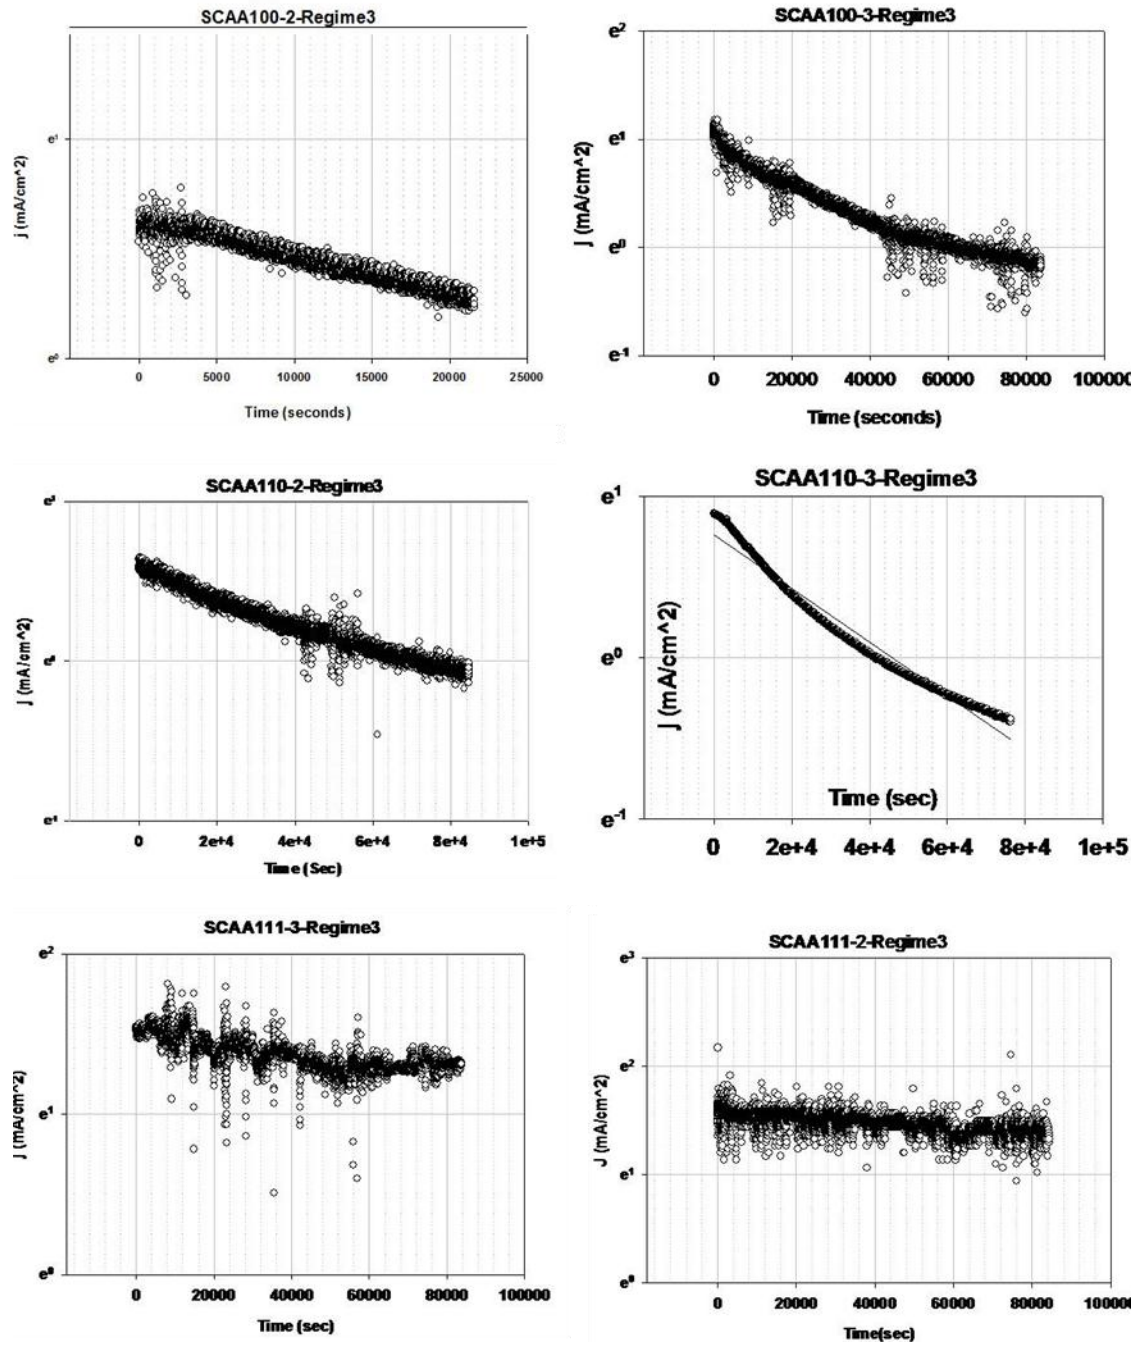 SCAA100-2-Regime3
e1
j (mA/cm^2)
e0
0 5000 10000 15000 20000 25000
Time (seconds)
SCAA100-3-Regime3
e2
e1
j (mA/cm^2)
e0
e-1
0 20000 40000 60000 80000 100000
Time (seconds)
SCAA110-2-Regime3
j (mA/cm^2)
0 2e+4 4e+4 6e+4 8e+4 1e+5
Time (Sec)
SCAA110-3-Regime3
e1
e0
j (mA/cm^2)
e-1
Time (sec)
0 2e+4 4e+4 6e+4 8e+4 1e+5
SCAA111-3-Regime3
e2
e1
j (mA/cm^2)
e0
0 20000 40000 60000 80000 100000
Time (sec)
SCAA111-2-Regime3
e3
e2
J (mA/cm^2)
e1
e0
0 20000 40000 60000 80000 100000
Time(sec)